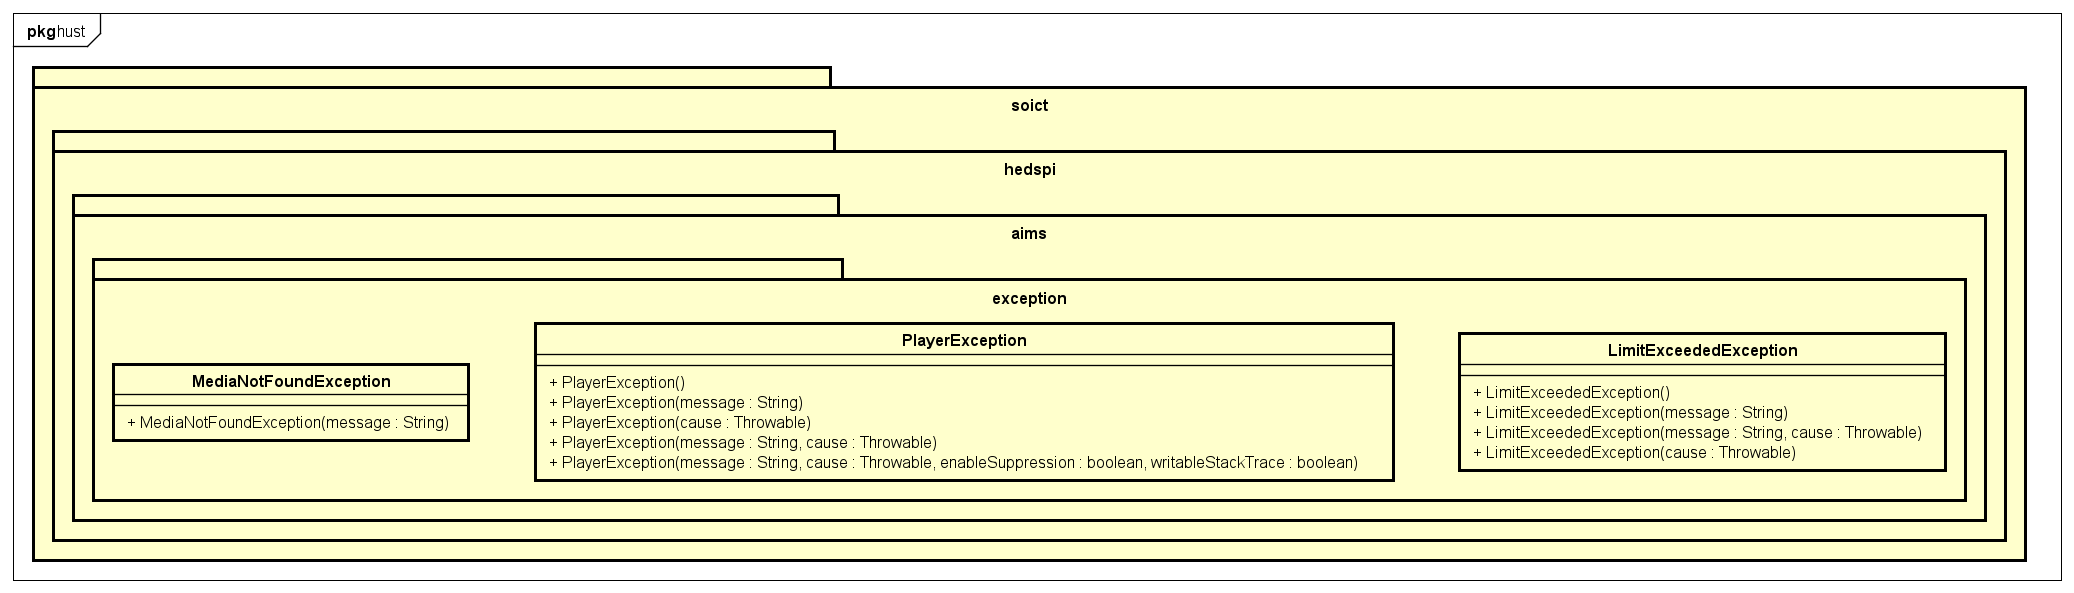 pkg hust
soict
hedspi
aims
exception
MediaNotFoundException
+ MediaNotFoundException(message : String)
PlayerException
+ PlayerException()
+ PlayerException(message : String)
+ PlayerException(cause : Throwable)
+ PlayerException(message : String, cause : Throwable)
+ PlayerException(message : String, cause : Throwable, enableSuppression : boolean, writableStackTrace : boolean)
LimitExceededException
+ LimitExceededException()
+ LimitExceededException(message : String)
+ LimitExceededException(message : String, cause : Throwable)
+ LimitExceededException(cause : Throwable)